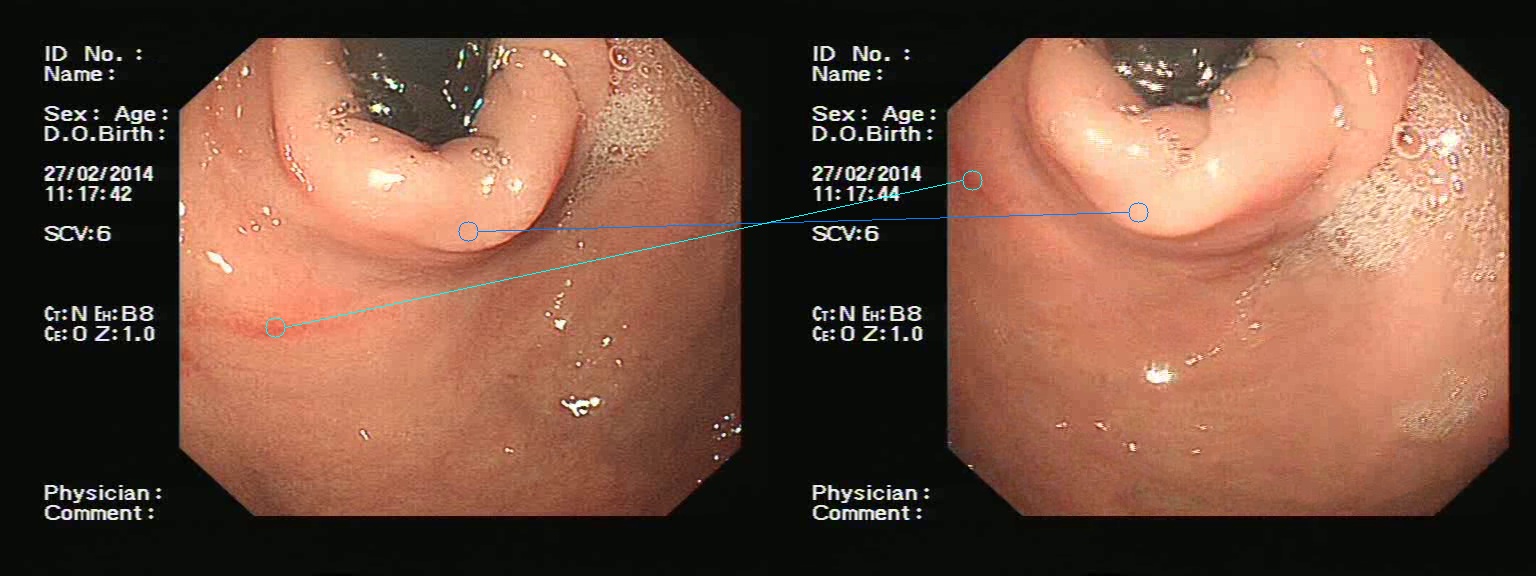 ID No. :
Name:
Sex: Age:
D.O.Birth:
27/02/2014
11:17:42
SCV:6
CT:N EH:B8
CE:0 Z:1.0
Physician:
Comment:
ID No. :
Name:
Sex: Age:
D.O.Birth:
27/02/2014
11:17:44
SCV:6
CT:N EH:B8
CE:0 Z:1.0
Physician:
Comment: